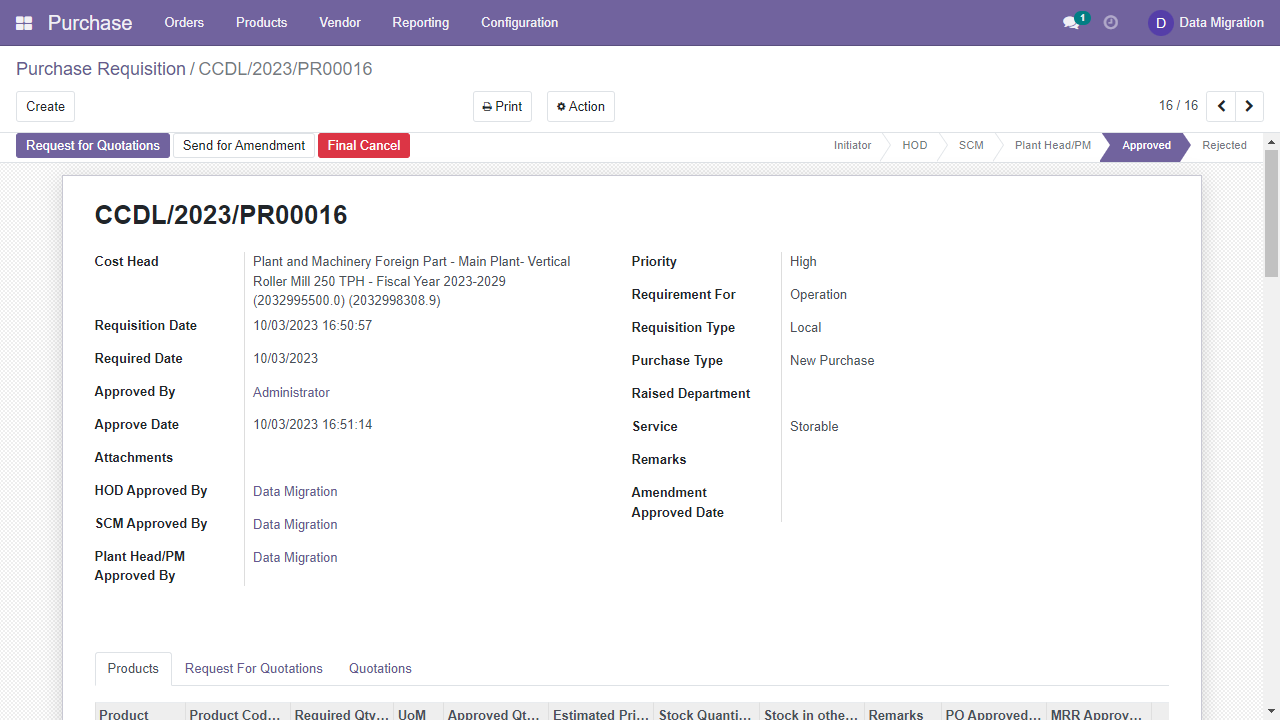 Purchase Orders Products Vendor Reporting Configuration 1 D Data Migration
Purchase Requisition / CCDL/2023/PR00016
Create Print Action 16 / 16
Request for Quotations Send for Amendment Final Cancel Initiator HOD SCM Plant Head/PM Approved Rejected
CCDL/2023/PR00016
Cost Head Plant and Machinery Foreign Part - Main Plant- Vertical
Roller Mill 250 TPH - Fiscal Year 2023-2029
(2032995500.0) (2032998308.9)
Requisition Date 10/03/2023 16:50:57
Required Date 10/03/2023
Approved By Administrator
Approve Date 10/03/2023 16:51:14
Attachments
HOD Approved By Data Migration
SCM Approved By Data Migration
Plant Head/PM Data Migration
Approved By
Priority High
Requirement For Operation
Requisition Type Local
Purchase Type New Purchase
Raised Department
Service Storable
Remarks
Amendment
Approved Date
Products Request For Quotations Quotations
Product Product Cod... Required Qty... UoM Approved Qt... Estimated Pri... Stock Quanti... Stock in othe... Remarks PO Approved... MRR Approv...